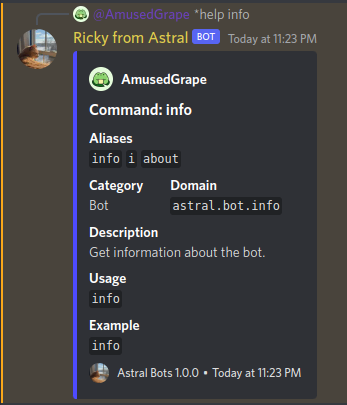 @AmusedGrape *help info
Ricky from Astral BOT Today at 11:23 PM
AmusedGrape
Command: info
Aliases
info i about
Category Domain
Bot astral.bot.info
Description
Get information about the bot.
Usage
info
Example
info
Astral Bots 1.0.0 • Today at 11:23 PM